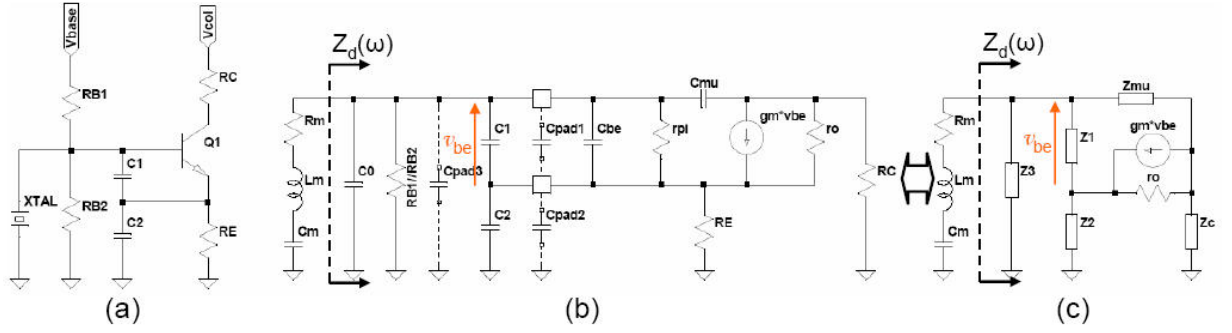 Vbase
Vcol
RC
RB1
Q1
C1
XTAL
RB2
C2
RE
(a)
Zd(ω)
Rm
Lm
Cm
C0
RB1//RB2
Cpad3
vbe
C1
Cpad1
Cbe
rpi
Cmu
gm*vbe
ro
RC
C2
Cpad2
RE
(b)
Zd(ω)
Rm
Lm
Cm
Z3
vbe
Z1
Zmu
gm*vbe
ro
Z2
Zc
(c)